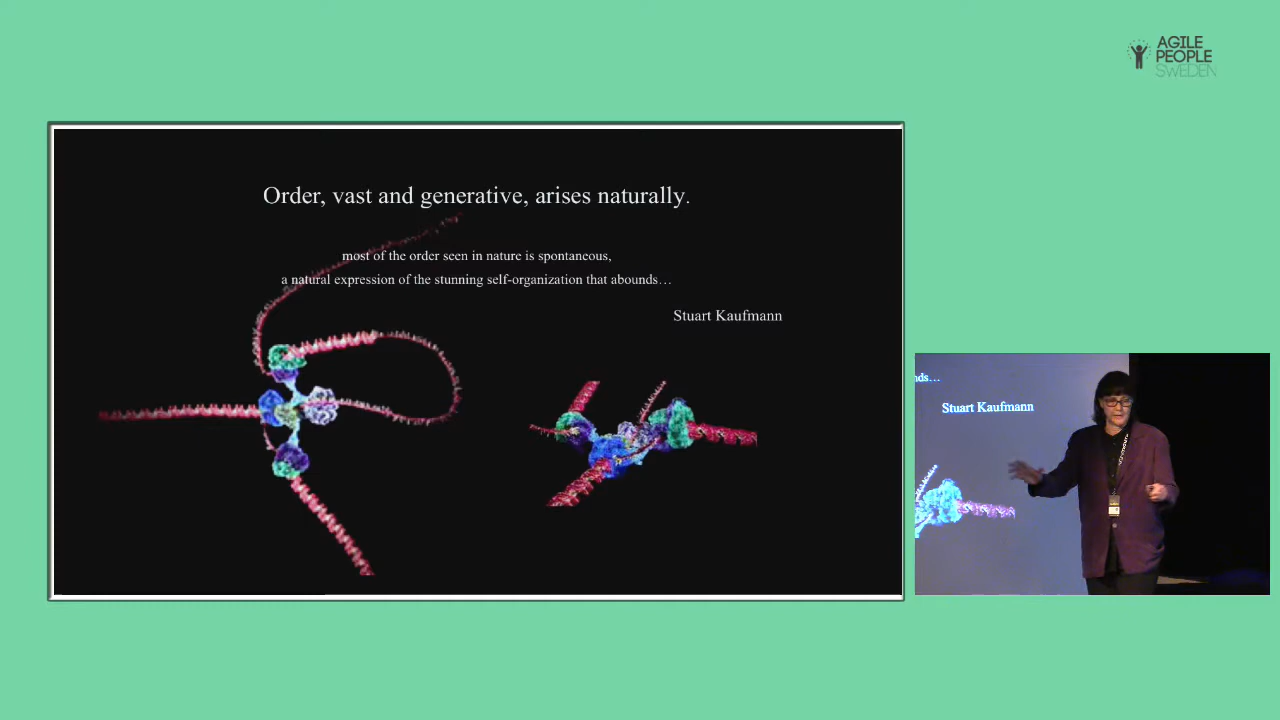 AGILE
PEOPLE
SWEDEN
Order, vast and generative, arises naturally.
most of the order seen in nature is spontaneous,
a natural expression of the stunning self-organization that abounds…
Stuart Kaufmann
nds…
Stuart Kaufmann